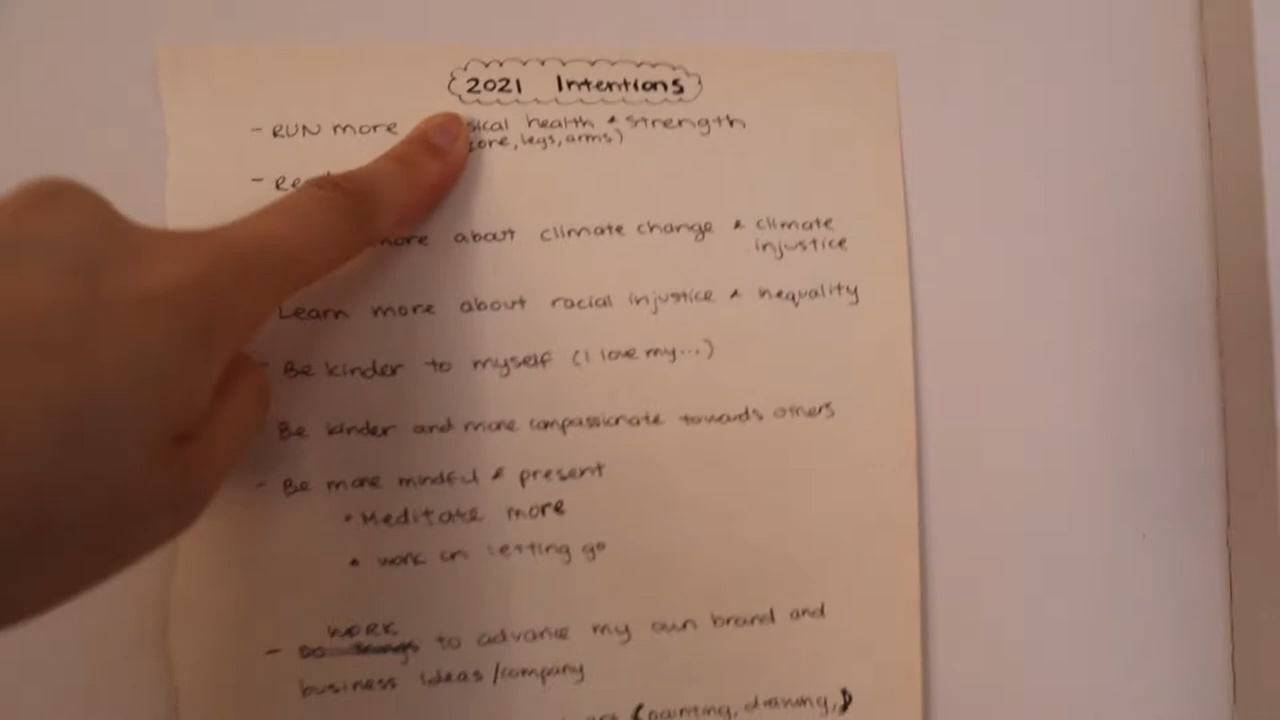 2021 Intentions
- RUN more health & strength
legs, arms)
-
more about climate change & climate
injustice
Learn more about racial injustice & inequality
- Be kinder to myself (I love my...)
Be kinder and more compassionate towards others
- Be more mindful & present
• Meditate more
• work on letting go
WORK
- to advance my own brand and
business ideas/company
(painting, drawing,)